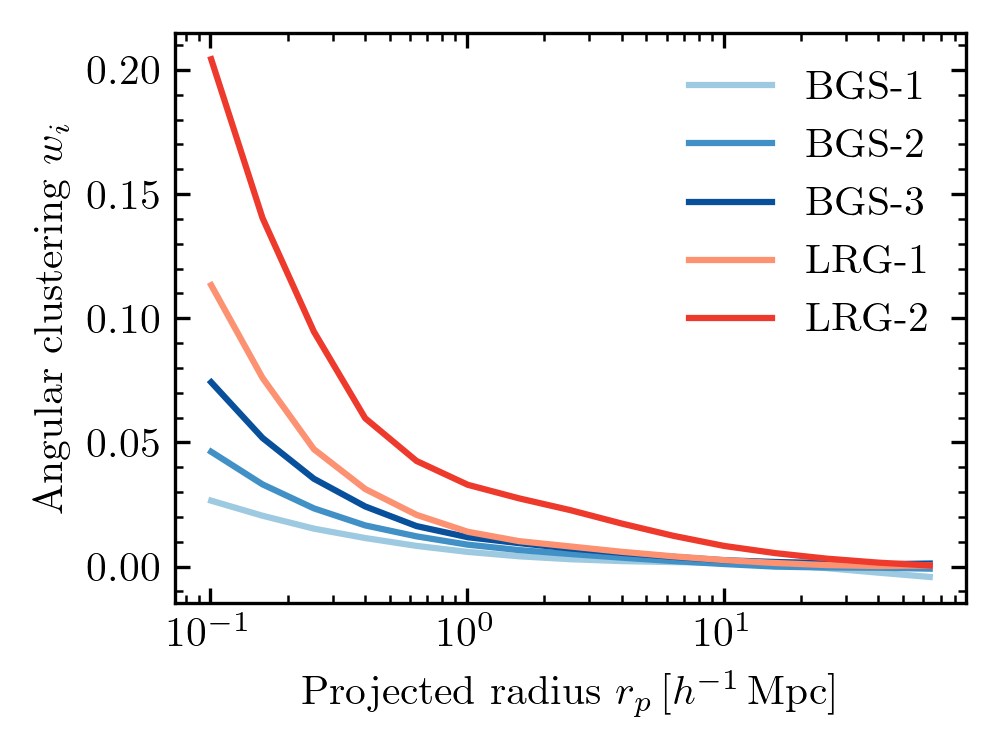 Angular clustering $w_i$
0.20
0.15
0.10
0.05
0.00
BGS-1
BGS-2
BGS-3
LRG-1
LRG-2
$10^{-1}$ $10^{0}$ $10^{1}$
Projected radius $r_p\,[h^{-1}\,\mathrm{Mpc}]$